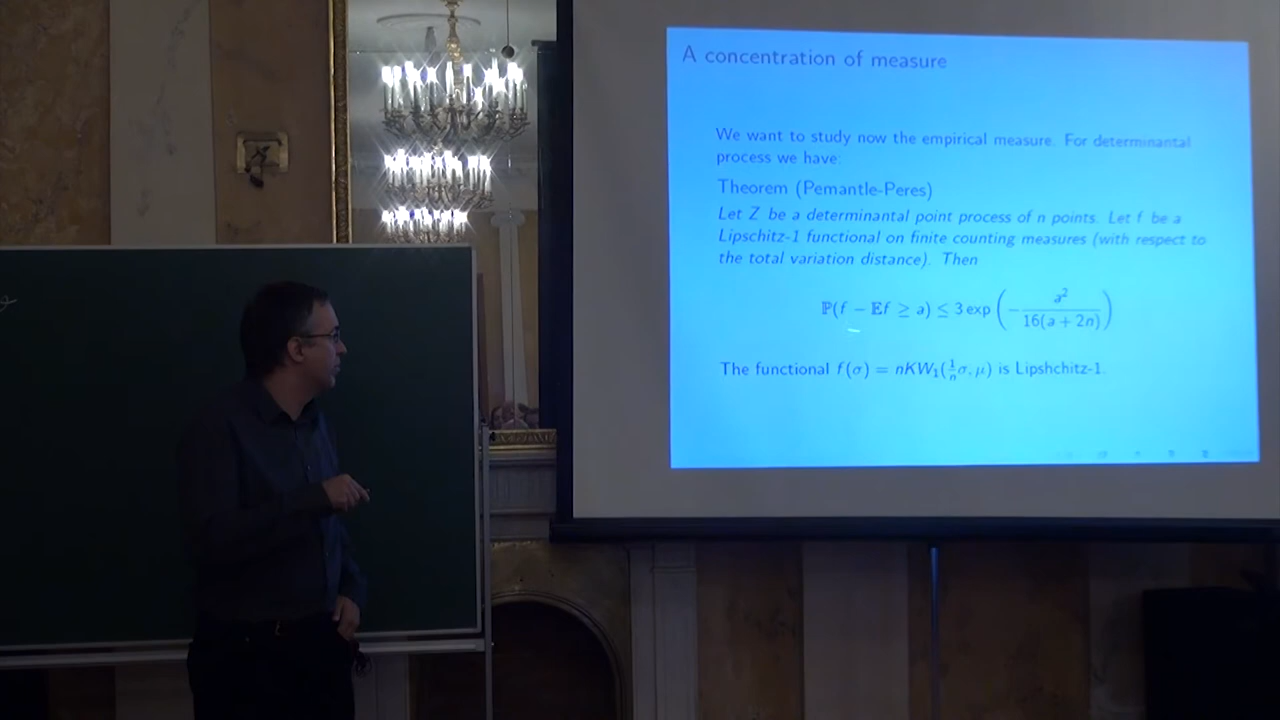 A concentration of measure
We want to study now the empirical measure. For determinantal
process we have:
Theorem (Pemantle-Peres)
Let Z be a determinantal point process of n points. Let f be a
Lipschitz-1 functional on finite counting measures (with respect to
the total variation distance). Then
ℙ(f − 𝔼f ≥ a) ≤ 3 exp (− a² / 16(a + 2n))
The functional f(σ) = nKW₁(1/n σ, μ) is Lipshchitz-1.